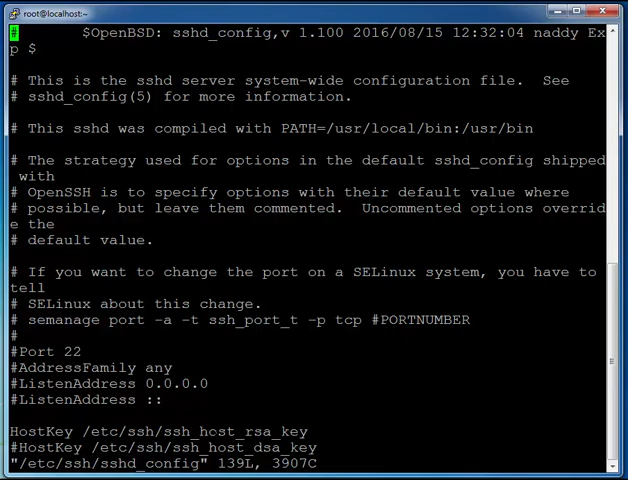 root@localhost:~
#       $OpenBSD: sshd_config,v 1.100 2016/08/15 12:32:04 naddy Ex
p $
# This is the sshd server system-wide configuration file.  See
# sshd_config(5) for more information.
# This sshd was compiled with PATH=/usr/local/bin:/usr/bin
# The strategy used for options in the default sshd_config shipped
 with
# OpenSSH is to specify options with their default value where
# possible, but leave them commented.  Uncommented options overrid
e the
# default value.
# If you want to change the port on a SELinux system, you have to
tell
# SELinux about this change.
# semanage port -a -t ssh_port_t -p tcp #PORTNUMBER
#
#Port 22
#AddressFamily any
#ListenAddress 0.0.0.0
#ListenAddress ::
HostKey /etc/ssh/ssh_host_rsa_key
#HostKey /etc/ssh/ssh_host_dsa_key
"/etc/ssh/sshd_config" 139L, 3907C